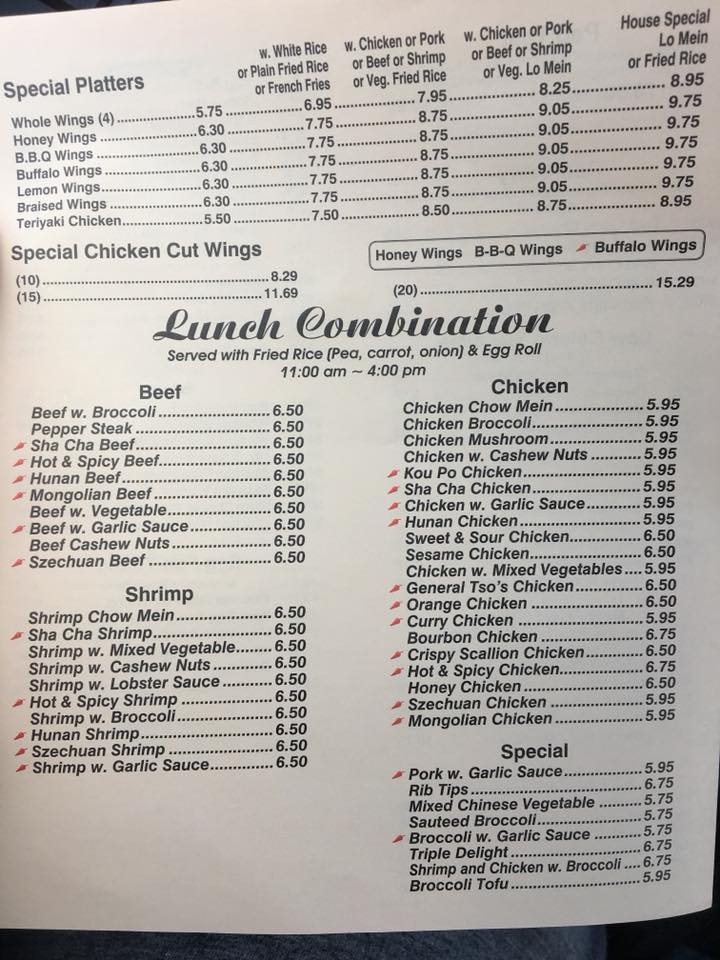 Special Platters
w. White Rice
or Plain Fried Rice
or French Fries
w. Chicken or Pork
or Beef or Shrimp
or Veg. Fried Rice
w. Chicken or Pork
or Beef or Shrimp
or Veg. Lo Mein
House Special
Lo Mein
or Fried Rice
Whole Wings (4) 5.75 6.95 7.95 8.25 8.95
Honey Wings 6.30 7.75 8.75 9.05 9.75
B.B.Q Wings 6.30 7.75 8.75 9.05 9.75
Buffalo Wings 6.30 7.75 8.75 9.05 9.75
Lemon Wings 6.30 7.75 8.75 9.05 9.75
Braised Wings 6.30 7.75 8.75 9.05 9.75
Teriyaki Chicken 5.50 7.50 8.50 8.75 8.95
Special Chicken Cut Wings
Honey Wings B-B-Q Wings Buffalo Wings
(10) 8.29
(15) 11.69
(20) 15.29
Lunch Combination
Served with Fried Rice (Pea, carrot, onion) & Egg Roll
11:00 am ~ 4:00 pm
Beef
Beef w. Broccoli 6.50
Pepper Steak 6.50
Sha Cha Beef 6.50
Hot & Spicy Beef 6.50
Hunan Beef 6.50
Mongolian Beef 6.50
Beef w. Vegetable 6.50
Beef w. Garlic Sauce 6.50
Beef Cashew Nuts 6.50
Szechuan Beef 6.50
Shrimp
Shrimp Chow Mein 6.50
Sha Cha Shrimp 6.50
Shrimp w. Mixed Vegetable 6.50
Shrimp w. Cashew Nuts 6.50
Shrimp w. Lobster Sauce 6.50
Hot & Spicy Shrimp 6.50
Shrimp w. Broccoli 6.50
Hunan Shrimp 6.50
Szechuan Shrimp 6.50
Shrimp w. Garlic Sauce 6.50
Chicken
Chicken Chow Mein 5.95
Chicken Broccoli 5.95
Chicken Mushroom 5.95
Chicken w. Cashew Nuts 5.95
Kou Po Chicken 5.95
Sha Cha Chicken 5.95
Chicken w. Garlic Sauce 5.95
Hunan Chicken 5.95
Sweet & Sour Chicken 6.50
Sesame Chicken 6.50
Chicken w. Mixed Vegetables 5.95
General Tso's Chicken 6.50
Orange Chicken 6.50
Curry Chicken 5.95
Bourbon Chicken 6.75
Crispy Scallion Chicken 6.50
Hot & Spicy Chicken 6.75
Honey Chicken 6.50
Szechuan Chicken 5.95
Mongolian Chicken 5.95
Special
Pork w. Garlic Sauce 5.95
Rib Tips 6.75
Mixed Chinese Vegetable 5.75
Sauteed Broccoli 5.75
Broccoli w. Garlic Sauce 5.75
Triple Delight 6.75
Shrimp and Chicken w. Broccoli 6.75
Broccoli Tofu 5.95